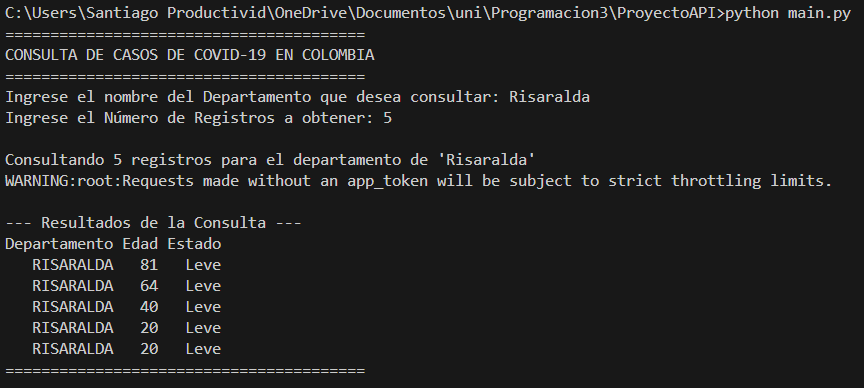 C:\Users\Santiago Productivid\OneDrive\Documentos\uni\Programacion3\ProyectoAPI>python main.py
========================================
CONSULTA DE CASOS DE COVID-19 EN COLOMBIA
========================================
Ingrese el nombre del Departamento que desea consultar: Risaralda
Ingrese el Número de Registros a obtener: 5

Consultando 5 registros para el departamento de 'Risaralda'
WARNING:root:Requests made without an app_token will be subject to strict throttling limits.

--- Resultados de la Consulta ---
Departamento Edad Estado
   RISARALDA   81   Leve
   RISARALDA   64   Leve
   RISARALDA   40   Leve
   RISARALDA   20   Leve
   RISARALDA   20   Leve
========================================